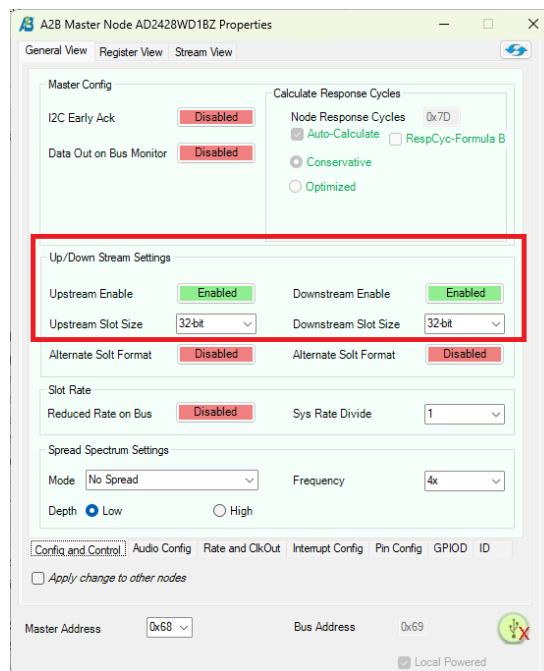 A2B Master Node AD2428WD1BZ Properties
General View Register View Stream View
Master Config
I2C Early Ack Disabled
Data Out on Bus Monitor Disabled
Calculate Response Cycles
Node Response Cycles 0x7D
Auto-Calculate RespCyc-Formula B
Conservative
Optimized
Up/Down Stream Settings
Upstream Enable Enabled Downstream Enable Enabled
Upstream Slot Size 32-bit Downstream Slot Size 32-bit
Alternate Solt Format Disabled Alternate Solt Format Disabled
Slot Rate
Reduced Rate on Bus Disabled Sys Rate Divide 1
Spread Spectrum Settings
Mode No Spread Frequency 4x
Depth Low High
Config and Control Audio Config Rate and ClkOut Interrupt Config Pin Config GPIOD ID
Apply change to other nodes
Master Address 0x68 Bus Address 0x69
Local Powered